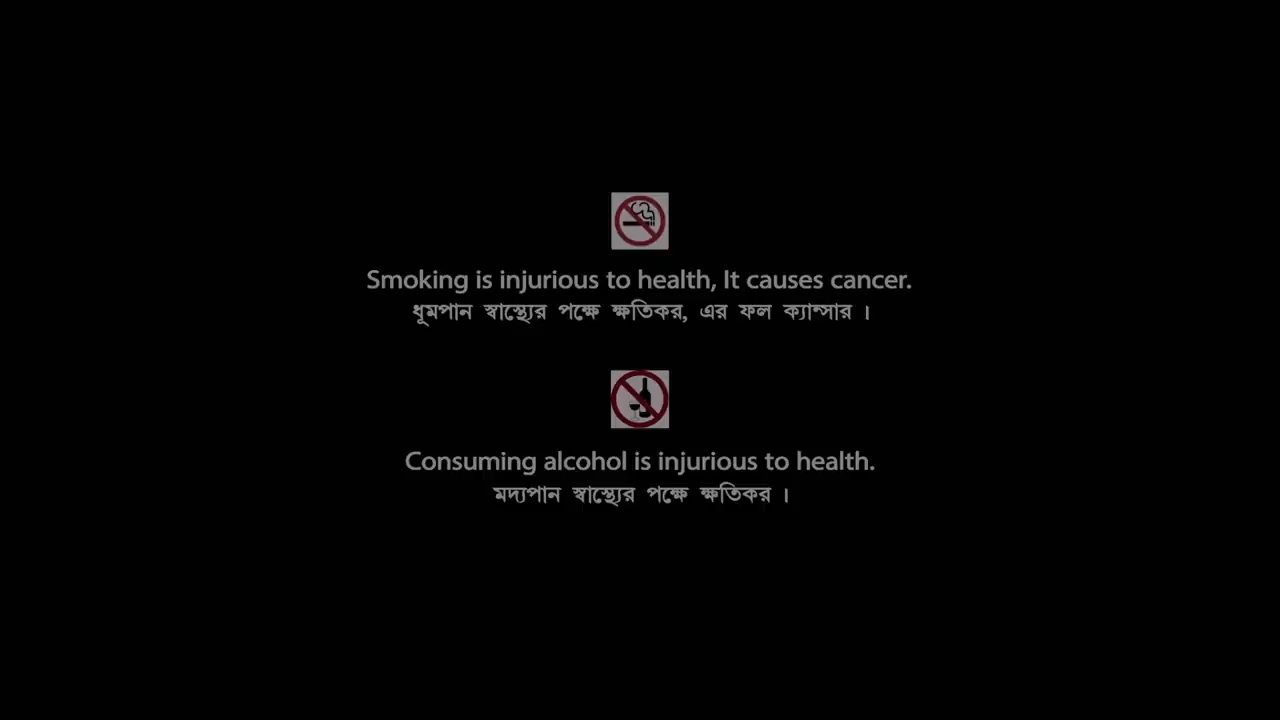 Smoking is injurious to health, It causes cancer.
ধূমপান স্বাস্থ্যের পক্ষে ক্ষতিকর, এর ফল ক্যান্সার ।
Consuming alcohol is injurious to health.
মদ্যপান স্বাস্থ্যের পক্ষে ক্ষতিকর ।